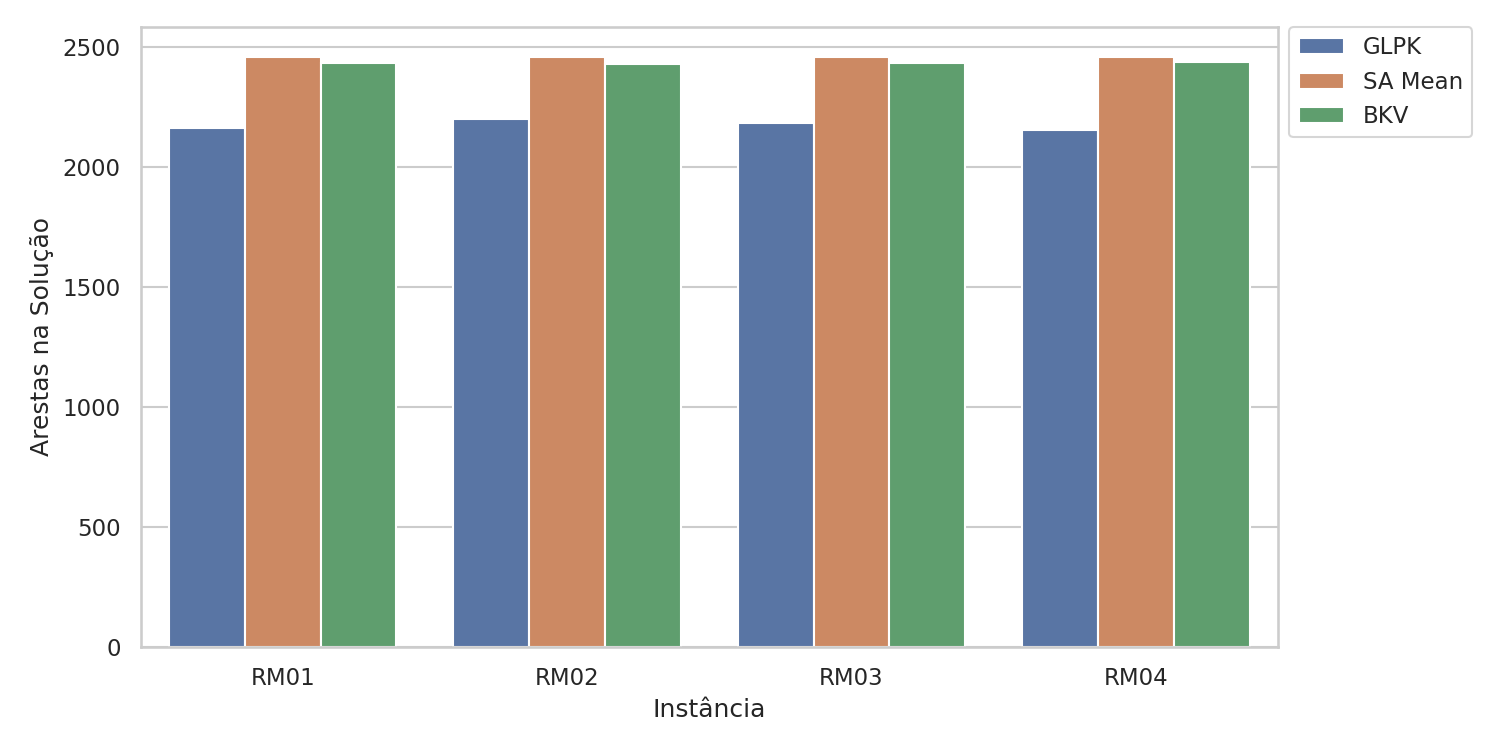 GLPK
SA Mean
BKV
2500
2000
1500
1000
500
0
Arestas na Solução
RM01 RM02 RM03 RM04
Instância